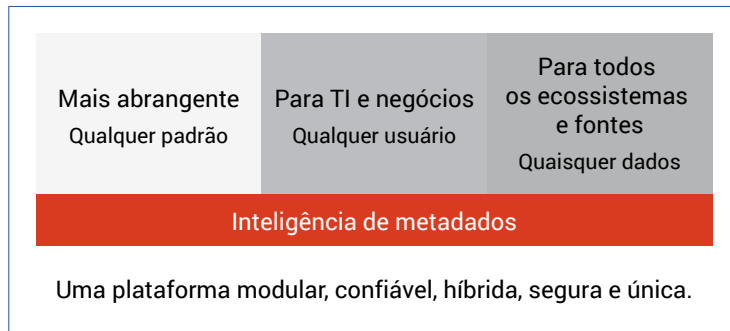 Mais abrangente
Qualquer padrão
Para TI e negócios
Qualquer usuário
Para todos
os ecossistemas
e fontes
Quaisquer dados
Inteligência de metadados
Uma plataforma modular, confiável, híbrida, segura e única.